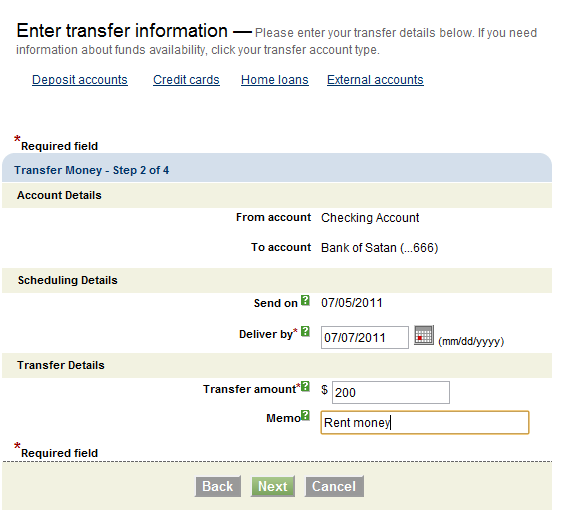 Enter transfer information — Please enter your transfer details below. If you need
information about funds availability, click your transfer account type.
Deposit accounts Credit cards Home loans External accounts
*Required field
Transfer Money - Step 2 of 4
Account Details
From account Checking Account
To account Bank of Satan (...666)
Scheduling Details
Send on ? 07/05/2011
Deliver by* ? 07/07/2011 (mm/dd/yyyy)
Transfer Details
Transfer amount* ? $ 200
Memo ? Rent money
*Required field
Back Next Cancel